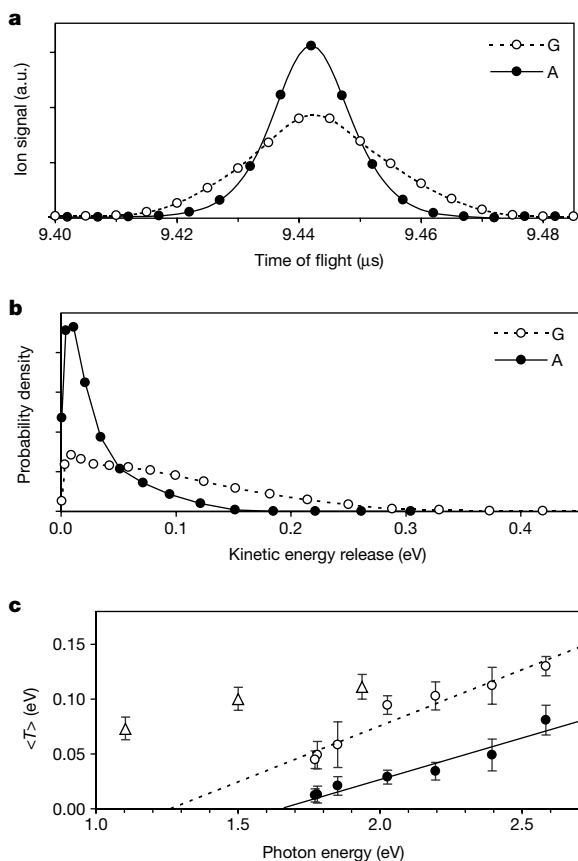 a
G
A
Ion signal (a.u.)
9.40 9.42 9.44 9.46 9.48
Time of flight (μs)
b
G
A
Probability density
0.0 0.1 0.2 0.3 0.4
Kinetic energy release (eV)
c
0.15
0.10
0.05
0.00
<T> (eV)
1.0 1.5 2.0 2.5
Photon energy (eV)